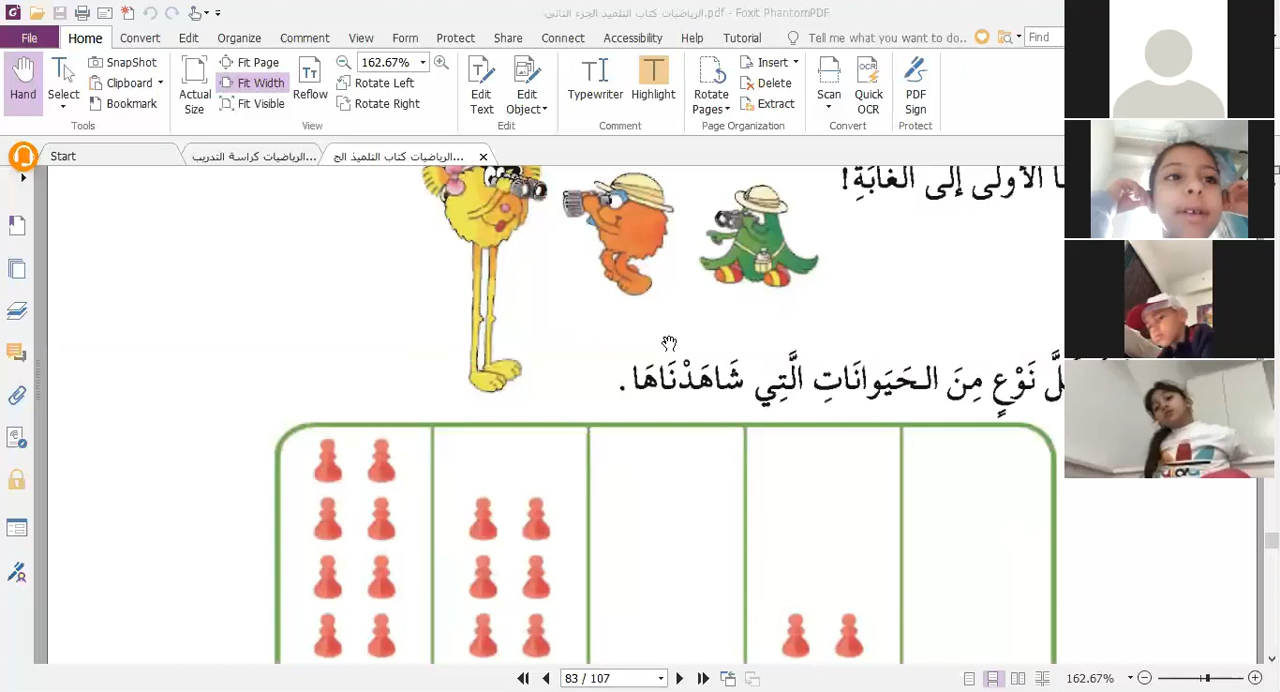 الرياضيات كتاب التلميذ الجزء الثاني.pdf - Foxit PhantomPDF
File Home Convert Edit Organize Comment View Form Protect Share Connect Accessibility Help Tutorial Tell me what you want to do.. Find
Hand
Select
SnapShot
Clipboard
Bookmark
Tools
Actual Size
Fit Page
Fit Width
Fit Visible
Reflow
162.67%
Rotate Left
Rotate Right
View
Edit Text
Edit Object
Edit
Typewriter
Highlight
Comment
Rotate Pages
Insert
Delete
Extract
Page Organization
Scan
Quick OCR
Convert
PDF Sign
Protect
Start
الرياضيات كراسة التدريب...
الرياضيات كتاب التلميذ الج...
الأولى إلى الغابَةِ!
نَوْعٍ مِنَ الحَيَوانَاتِ الَّتِي شَاهَدْنَاهَا.
83 / 107
162.67%